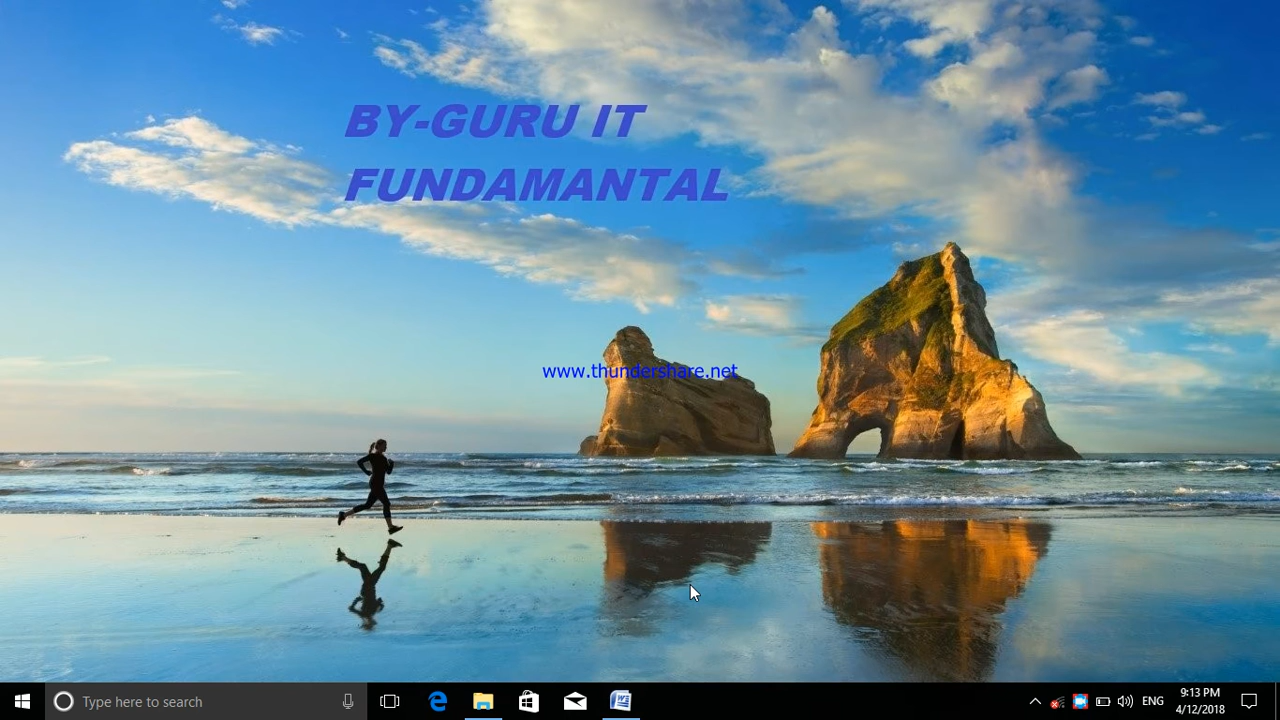 BY-GURU IT
FUNDAMANTAL
www.thundershare.net
Type here to search
ENG
9:13 PM
4/12/2018